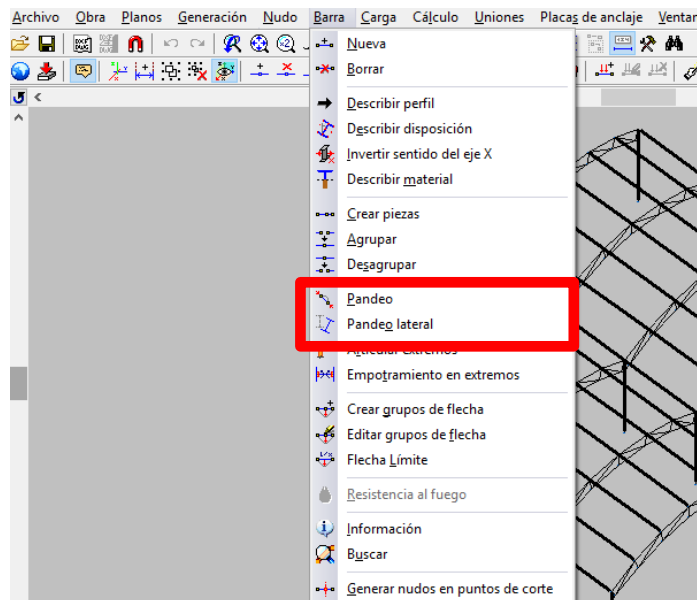 Archivo Obra Planos Generación Nudo Barra Carga Cálculo Uniones Placas de anclaje
Nueva
Borrar
Describir perfil
Describir disposición
Invertir sentido del eje X
Describir material
Crear piezas
Agrupar
Desagrupar
Pandeo
Pandeo lateral
Articular extremos
Empotramiento en extremos
Crear grupos de flecha
Editar grupos de flecha
Flecha Límite
Resistencia al fuego
Información
Buscar
Generar nudos en puntos de corte